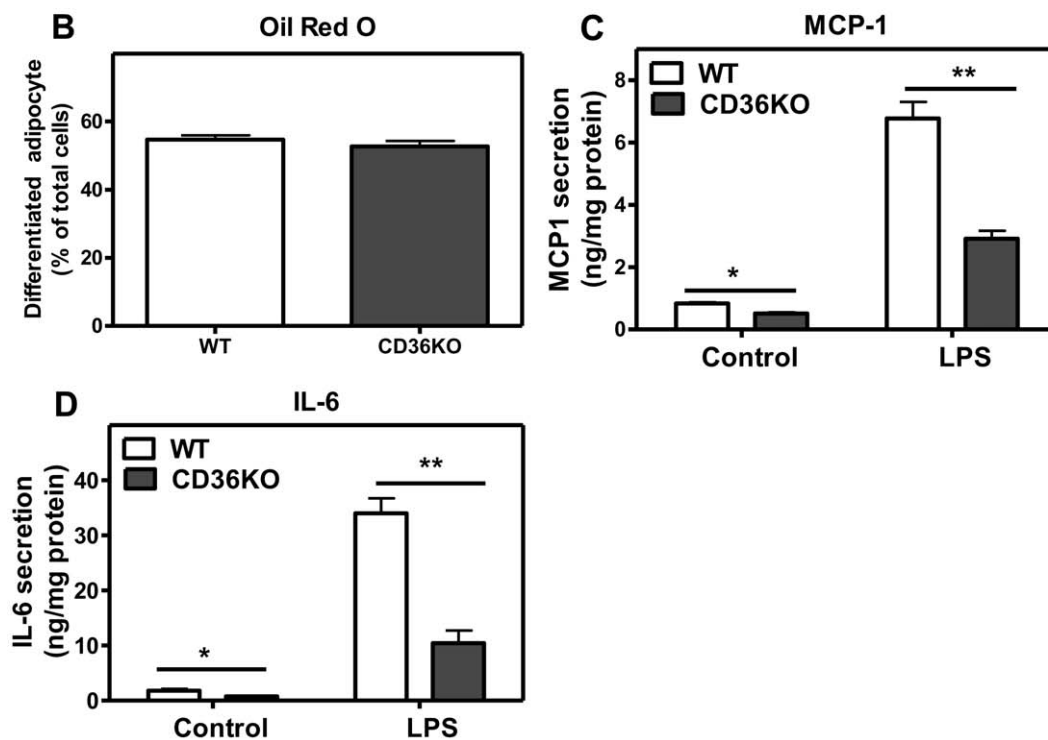 B
Oil Red O
Differentiated adipocyte
(% of total cells)
60
40
20
0
WT
CD36KO
C
MCP-1
WT
CD36KO
**
*
MCP1 secretion
(ng/mg protein)
8
6
4
2
0
Control
LPS
D
IL-6
WT
CD36KO
**
*
IL-6 secretion
(ng/mg protein)
40
30
20
10
0
Control
LPS